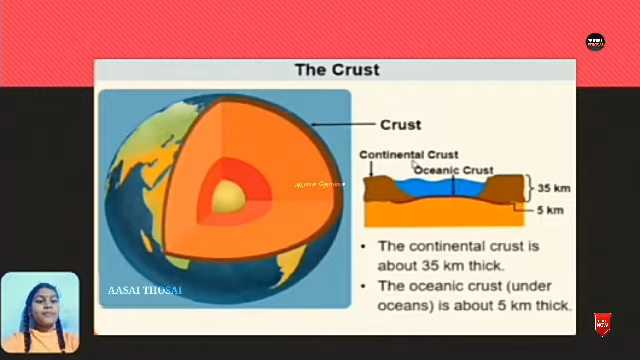 The Crust
Crust
Continental Crust
Oceanic Crust
35 km
5 km
• The continental crust is
about 35 km thick.
• The oceanic crust (under
oceans) is about 5 km thick.
AASAI THOSAI